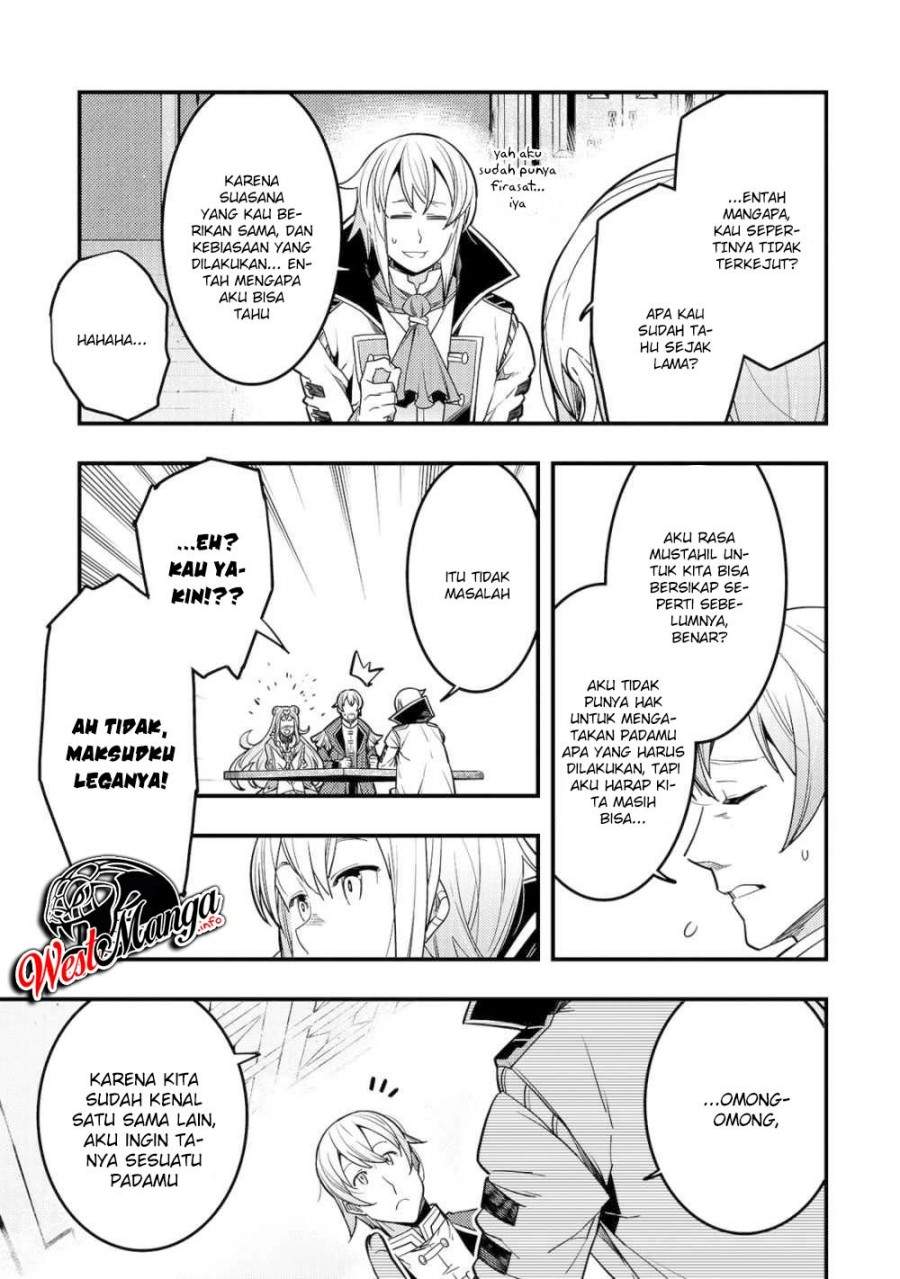 ...ENTAH
MANGAPA,
KAU SEPER-
TINYA TIDAK
TERKEJUT?
APA KAU
SUDAH TA-
HU SEJAK
LAMA?
yah aku
sudah punya
firasat...
iya
KARENA
SUASANA
YANG KAU BE-
RIKAN SAMA, DAN
KEBIASAAN YANG
DILAKUKAN... EN-
TAH MENGAPA
AKU BISA
TAHU
HAHAHA...
AKU RASA
MUSTAHIL UN-
TUK KITA BISA
BERSIKAP SE-
PERTI SEBE-
LUMNYA,
BENAR?
AKU TIDAK
PUNYA HAK
UNTUK MENGA-
TAKAN PADAMU
APA YANG HARUS
DILAKUKAN, TAPI
AKU HARAP KI-
TA MASIH
BISA...
ITU TIDAK
MASALAH
...EH?
KAU YA-
KIN!??
AH TIDAK,
MAKSUDKU
LEGANYA!
WestManga
.info
...OMONG-
OMONG,
KARENA KITA
SUDAH KENAL
SATU SAMA LAIN,
AKU INGIN TA-
NYA SESUATU
PADAMU